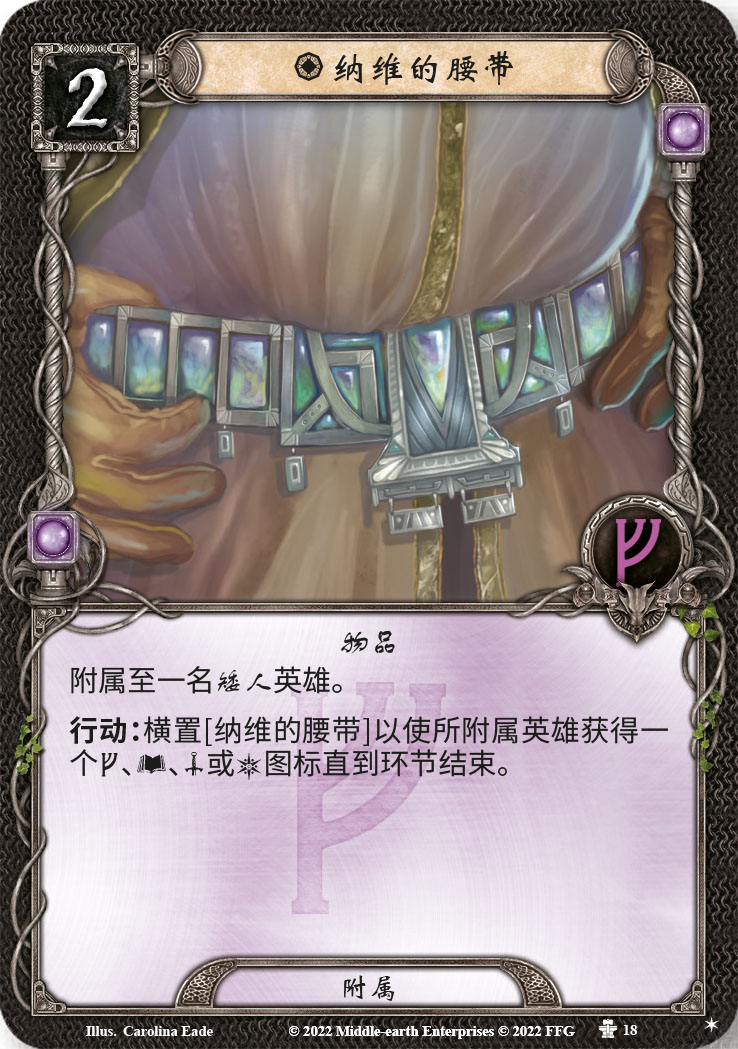 2
纳维的腰带
物品
附属至一名矮人英雄。
行动：横置[纳维的腰带]以使所附属英雄获得一
个ᚠ、、或图标直到环节结束。
附属
Illus. Carolina Eade
© 2022 Middle-earth Enterprises © 2022 FFG
18